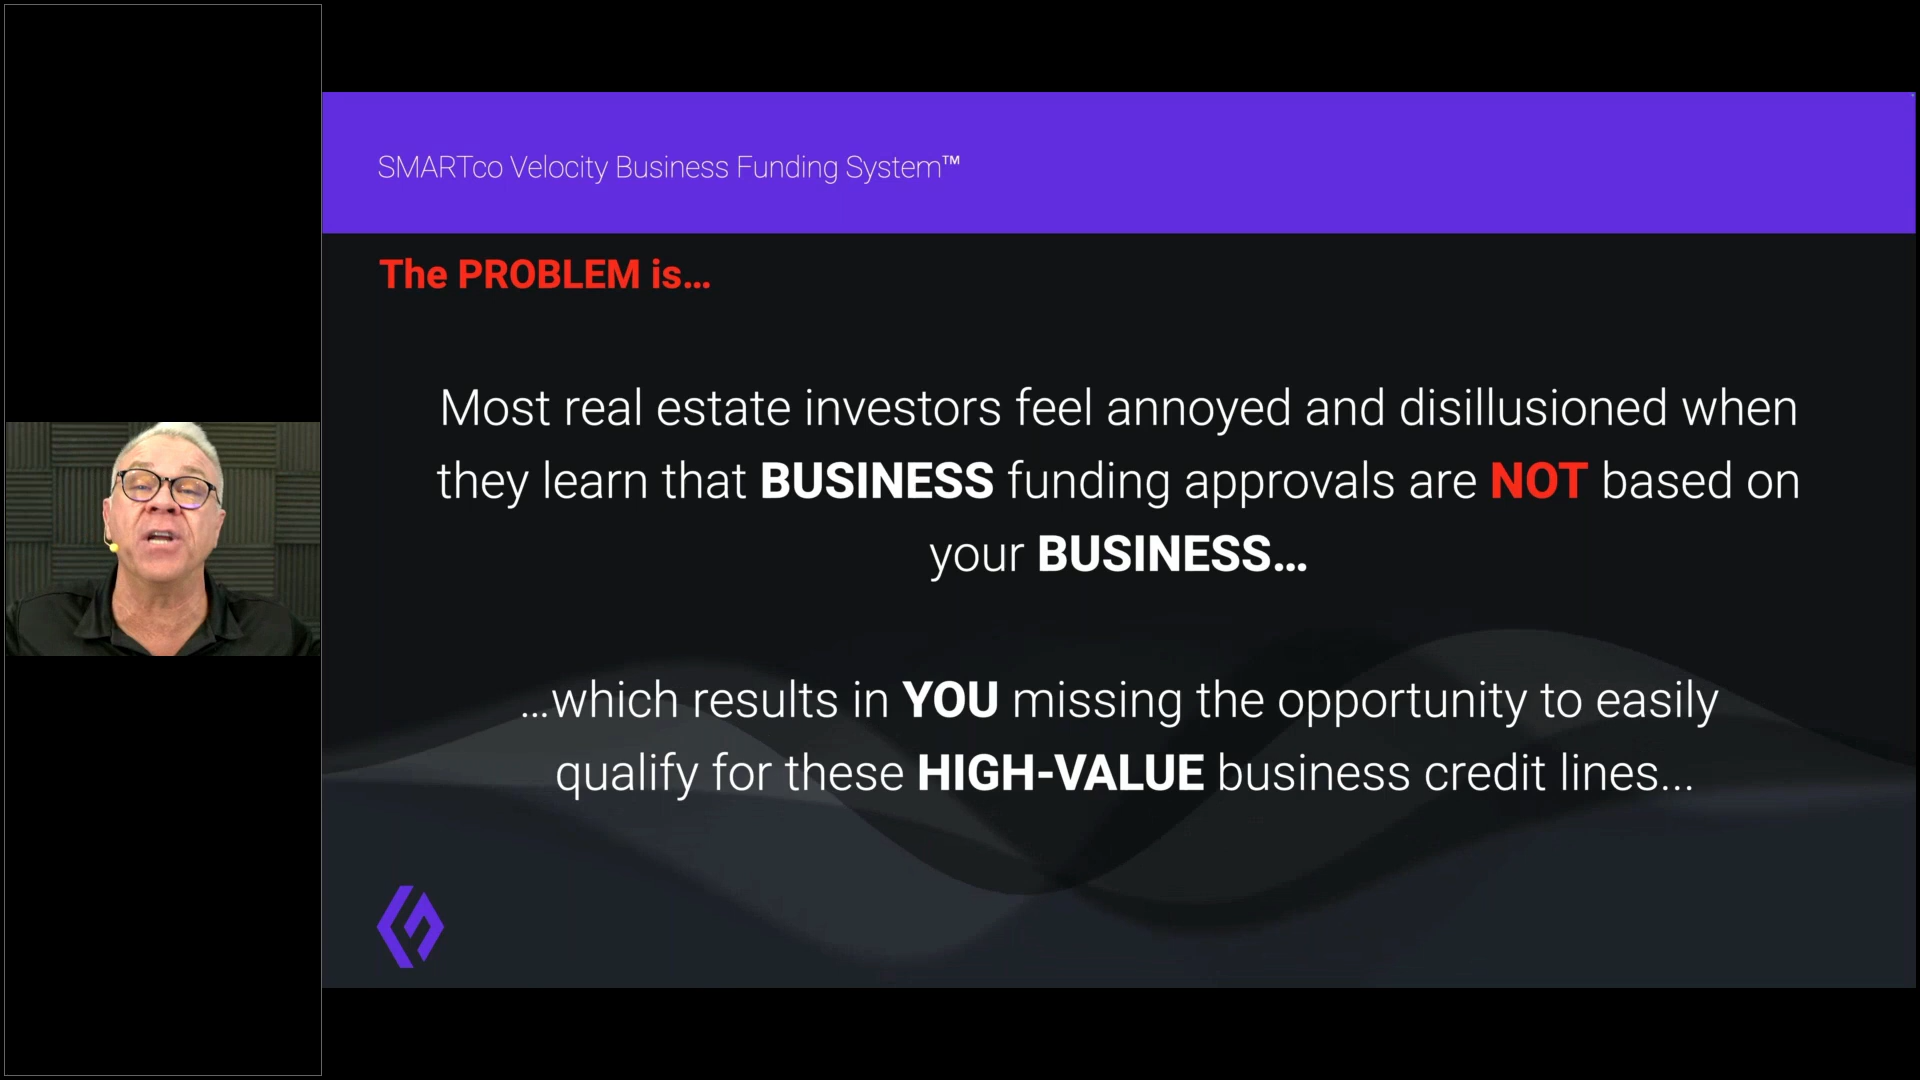 SMARTco Velocity Business Funding System™
The PROBLEM is...
Most real estate investors feel annoyed and disillusioned when
they learn that BUSINESS funding approvals are NOT based on
your BUSINESS...
...which results in YOU missing the opportunity to easily
qualify for these HIGH-VALUE business credit lines...